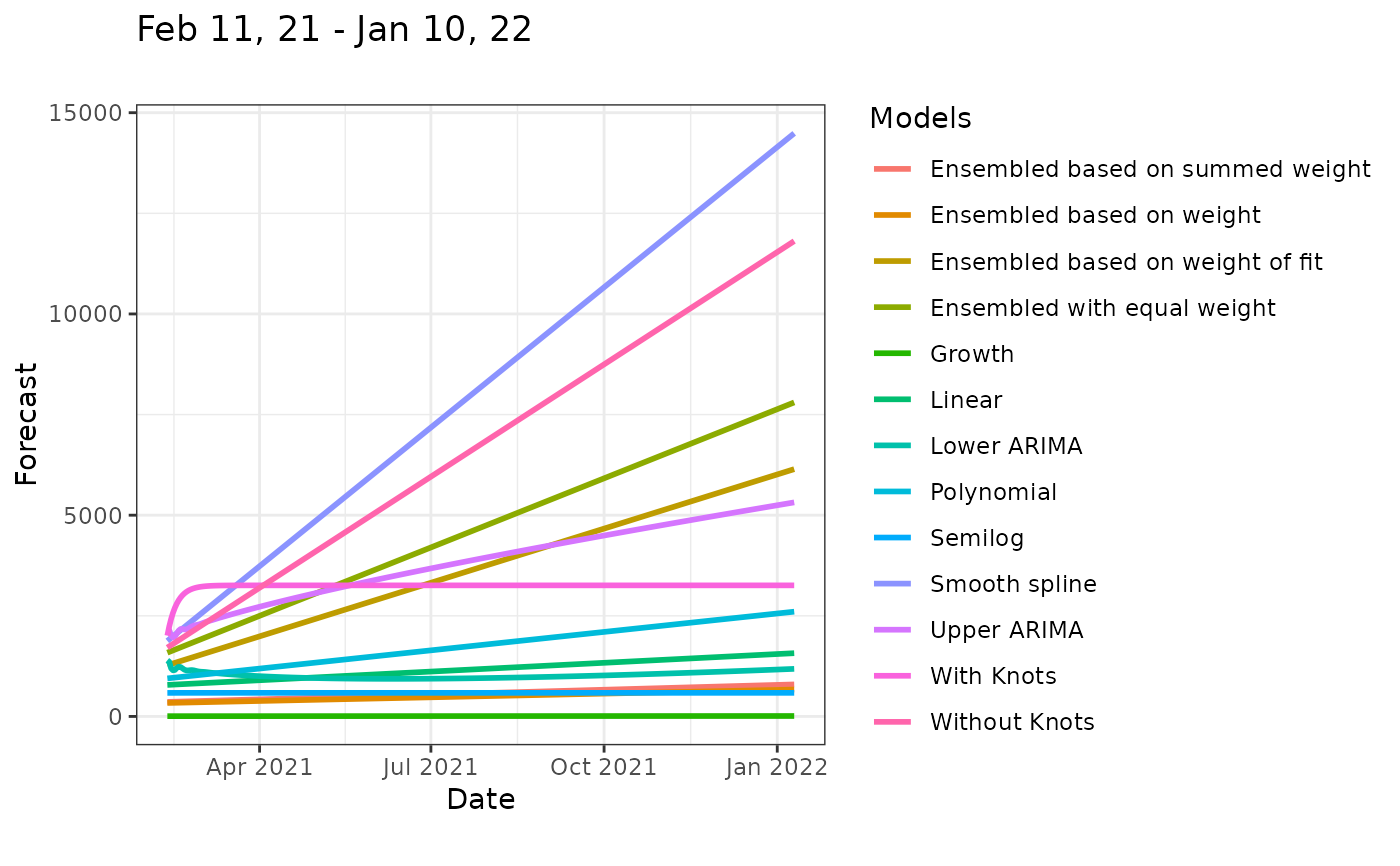 Feb 11, 21 - Jan 10, 22
15000
10000
5000
0
Forecast
Apr 2021
Jul 2021
Oct 2021
Jan 2022
Date
Models
Ensembled based on summed weight
Ensembled based on weight
Ensembled based on weight of fit
Ensembled with equal weight
Growth
Linear
Lower ARIMA
Polynomial
Semilog
Smooth spline
Upper ARIMA
With Knots
Without Knots